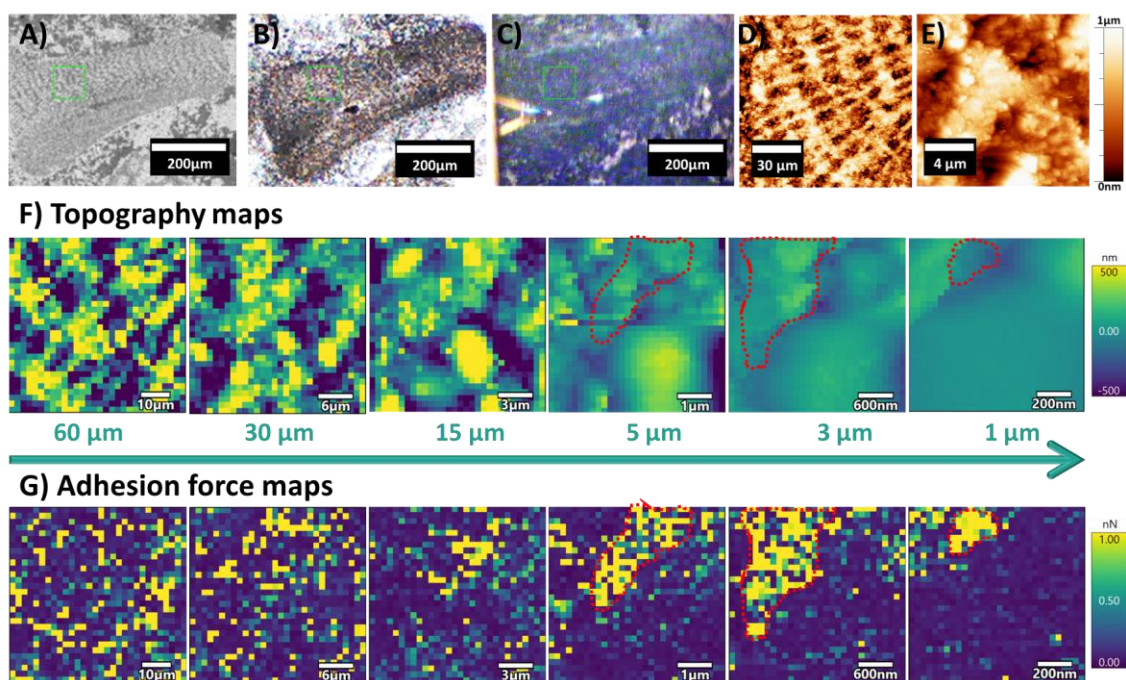 A) B) C) D) E)
200µm 200µm 200µm 30 µm 4 µm
1µm
0nm
F) Topography maps
nm
500
0.00
-500
10µm 6µm 3µm 1µm 600nm 200nm
60 µm 30 µm 15 µm 5 µm 3 µm 1 µm
G) Adhesion force maps
nN
1.00
0.50
0.00
10µm 6µm 3µm 1µm 600nm 200nm